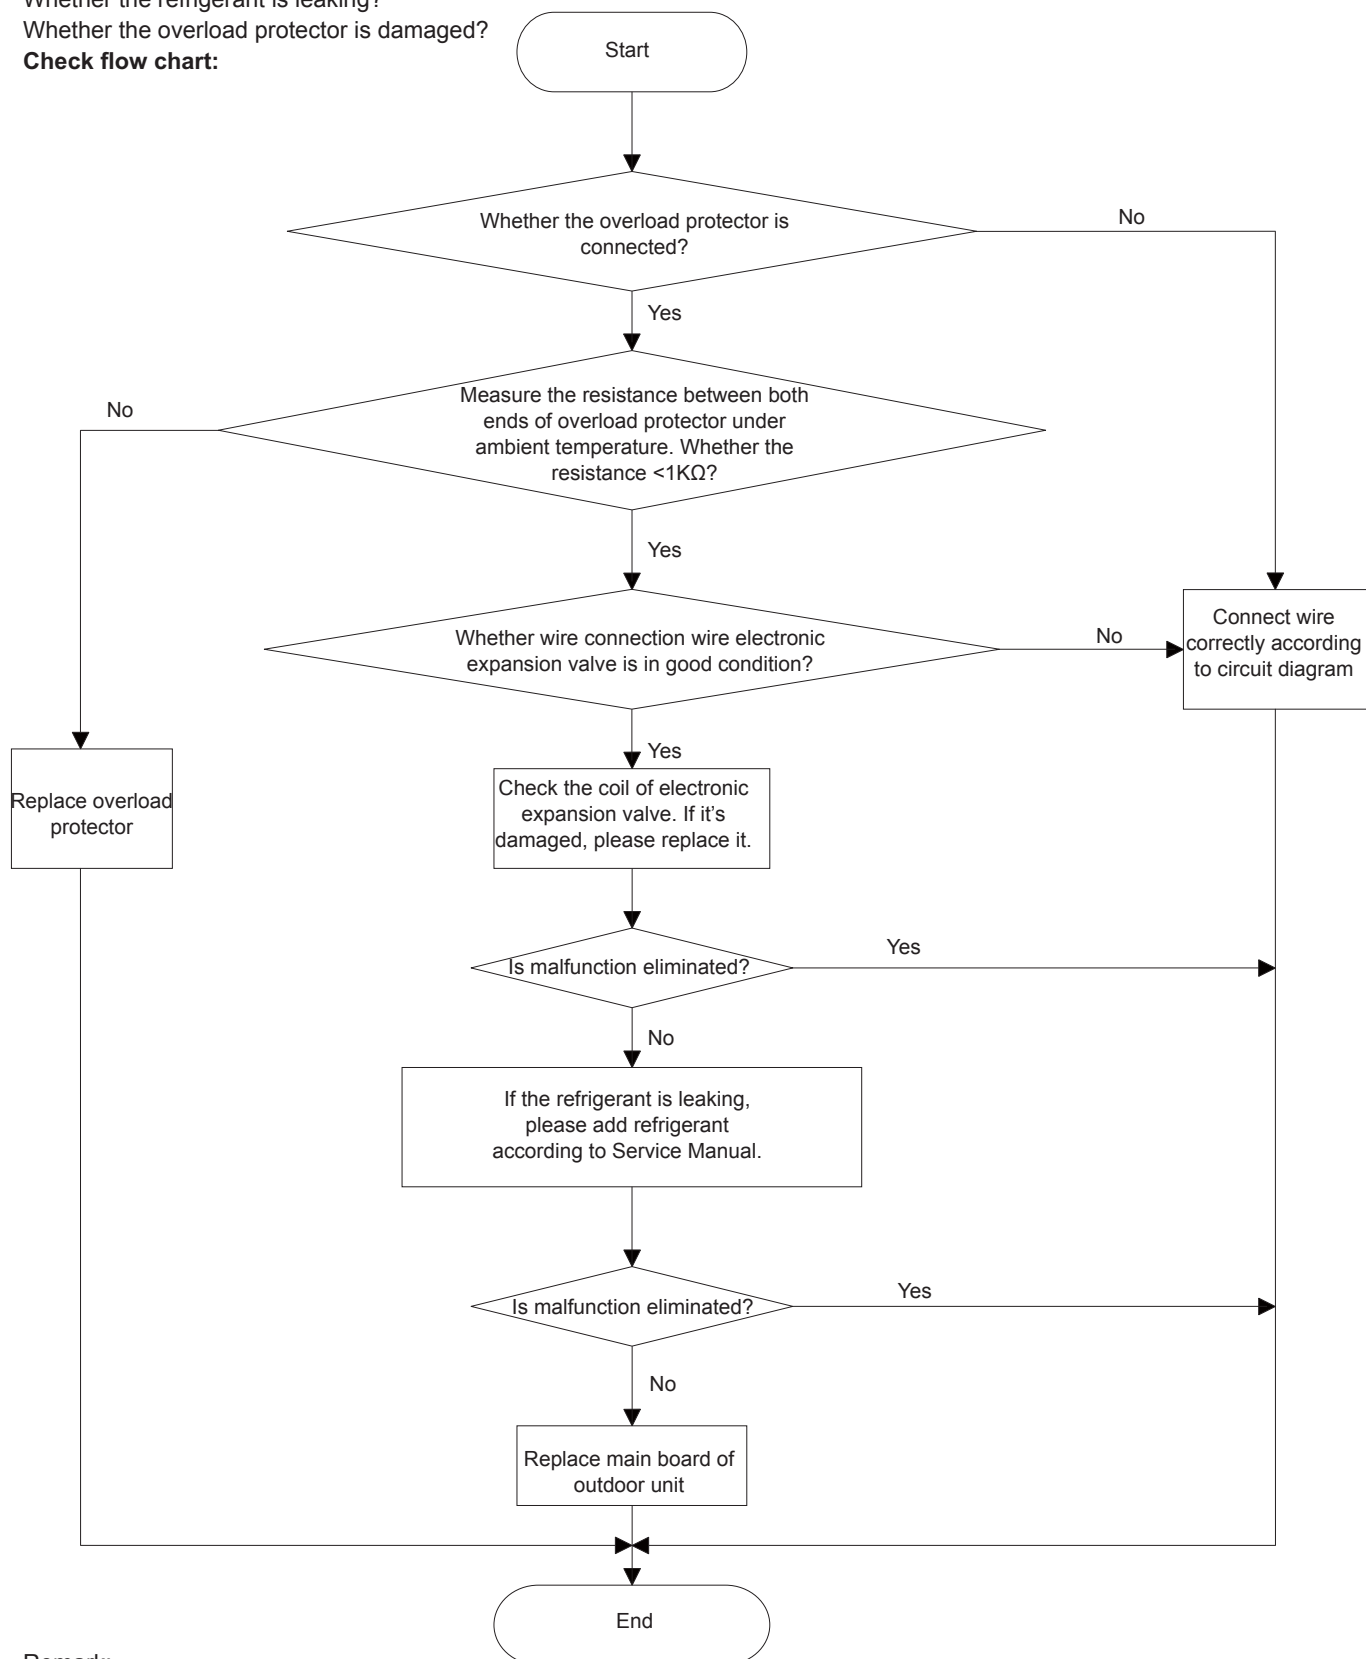 Whether the refrigerant is leaking?
Whether the overload protector is damaged?
Check flow chart:
Start
Whether the overload protector is
connected?
No
Yes
Measure the resistance between both
ends of overload protector under
ambient temperature. Whether the
resistance <1KΩ?
No
Yes
Whether wire connection wire electronic
expansion valve is in good condition?
No
Connect wire
correctly according
to circuit diagram
Yes
Replace overload
protector
Check the coil of electronic
expansion valve. If it's
damaged, please replace it.
Is malfunction eliminated?
Yes
No
If the refrigerant is leaking,
please add refrigerant
according to Service Manual.
Is malfunction eliminated?
Yes
No
Replace main board of
outdoor unit
End